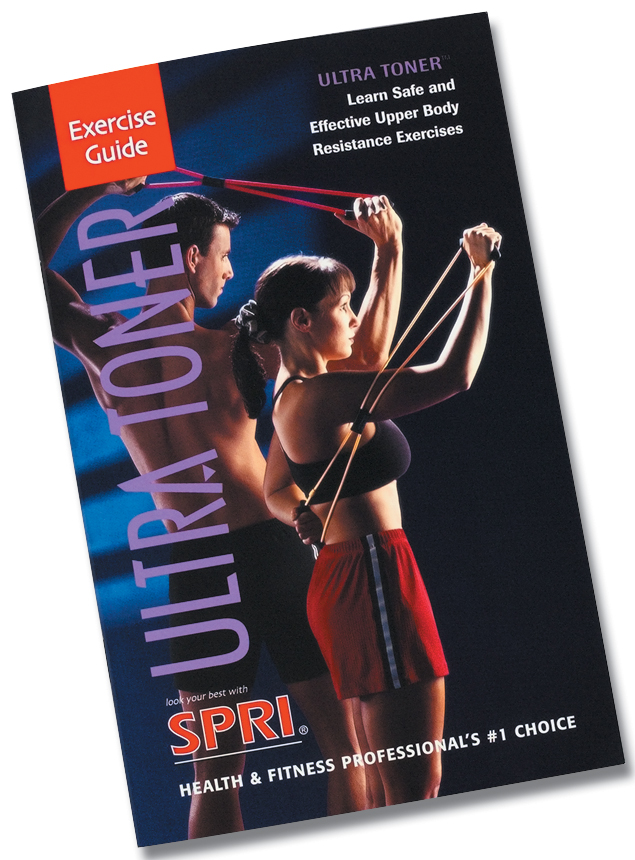 Exercise
Guide
ULTRA TONER™
Learn Safe and
Effective Upper Body
Resistance Exercises
ULTRA TONER
look your best with
SPRI®
HEALTH & FITNESS PROFESSIONAL'S #1 CHOICE